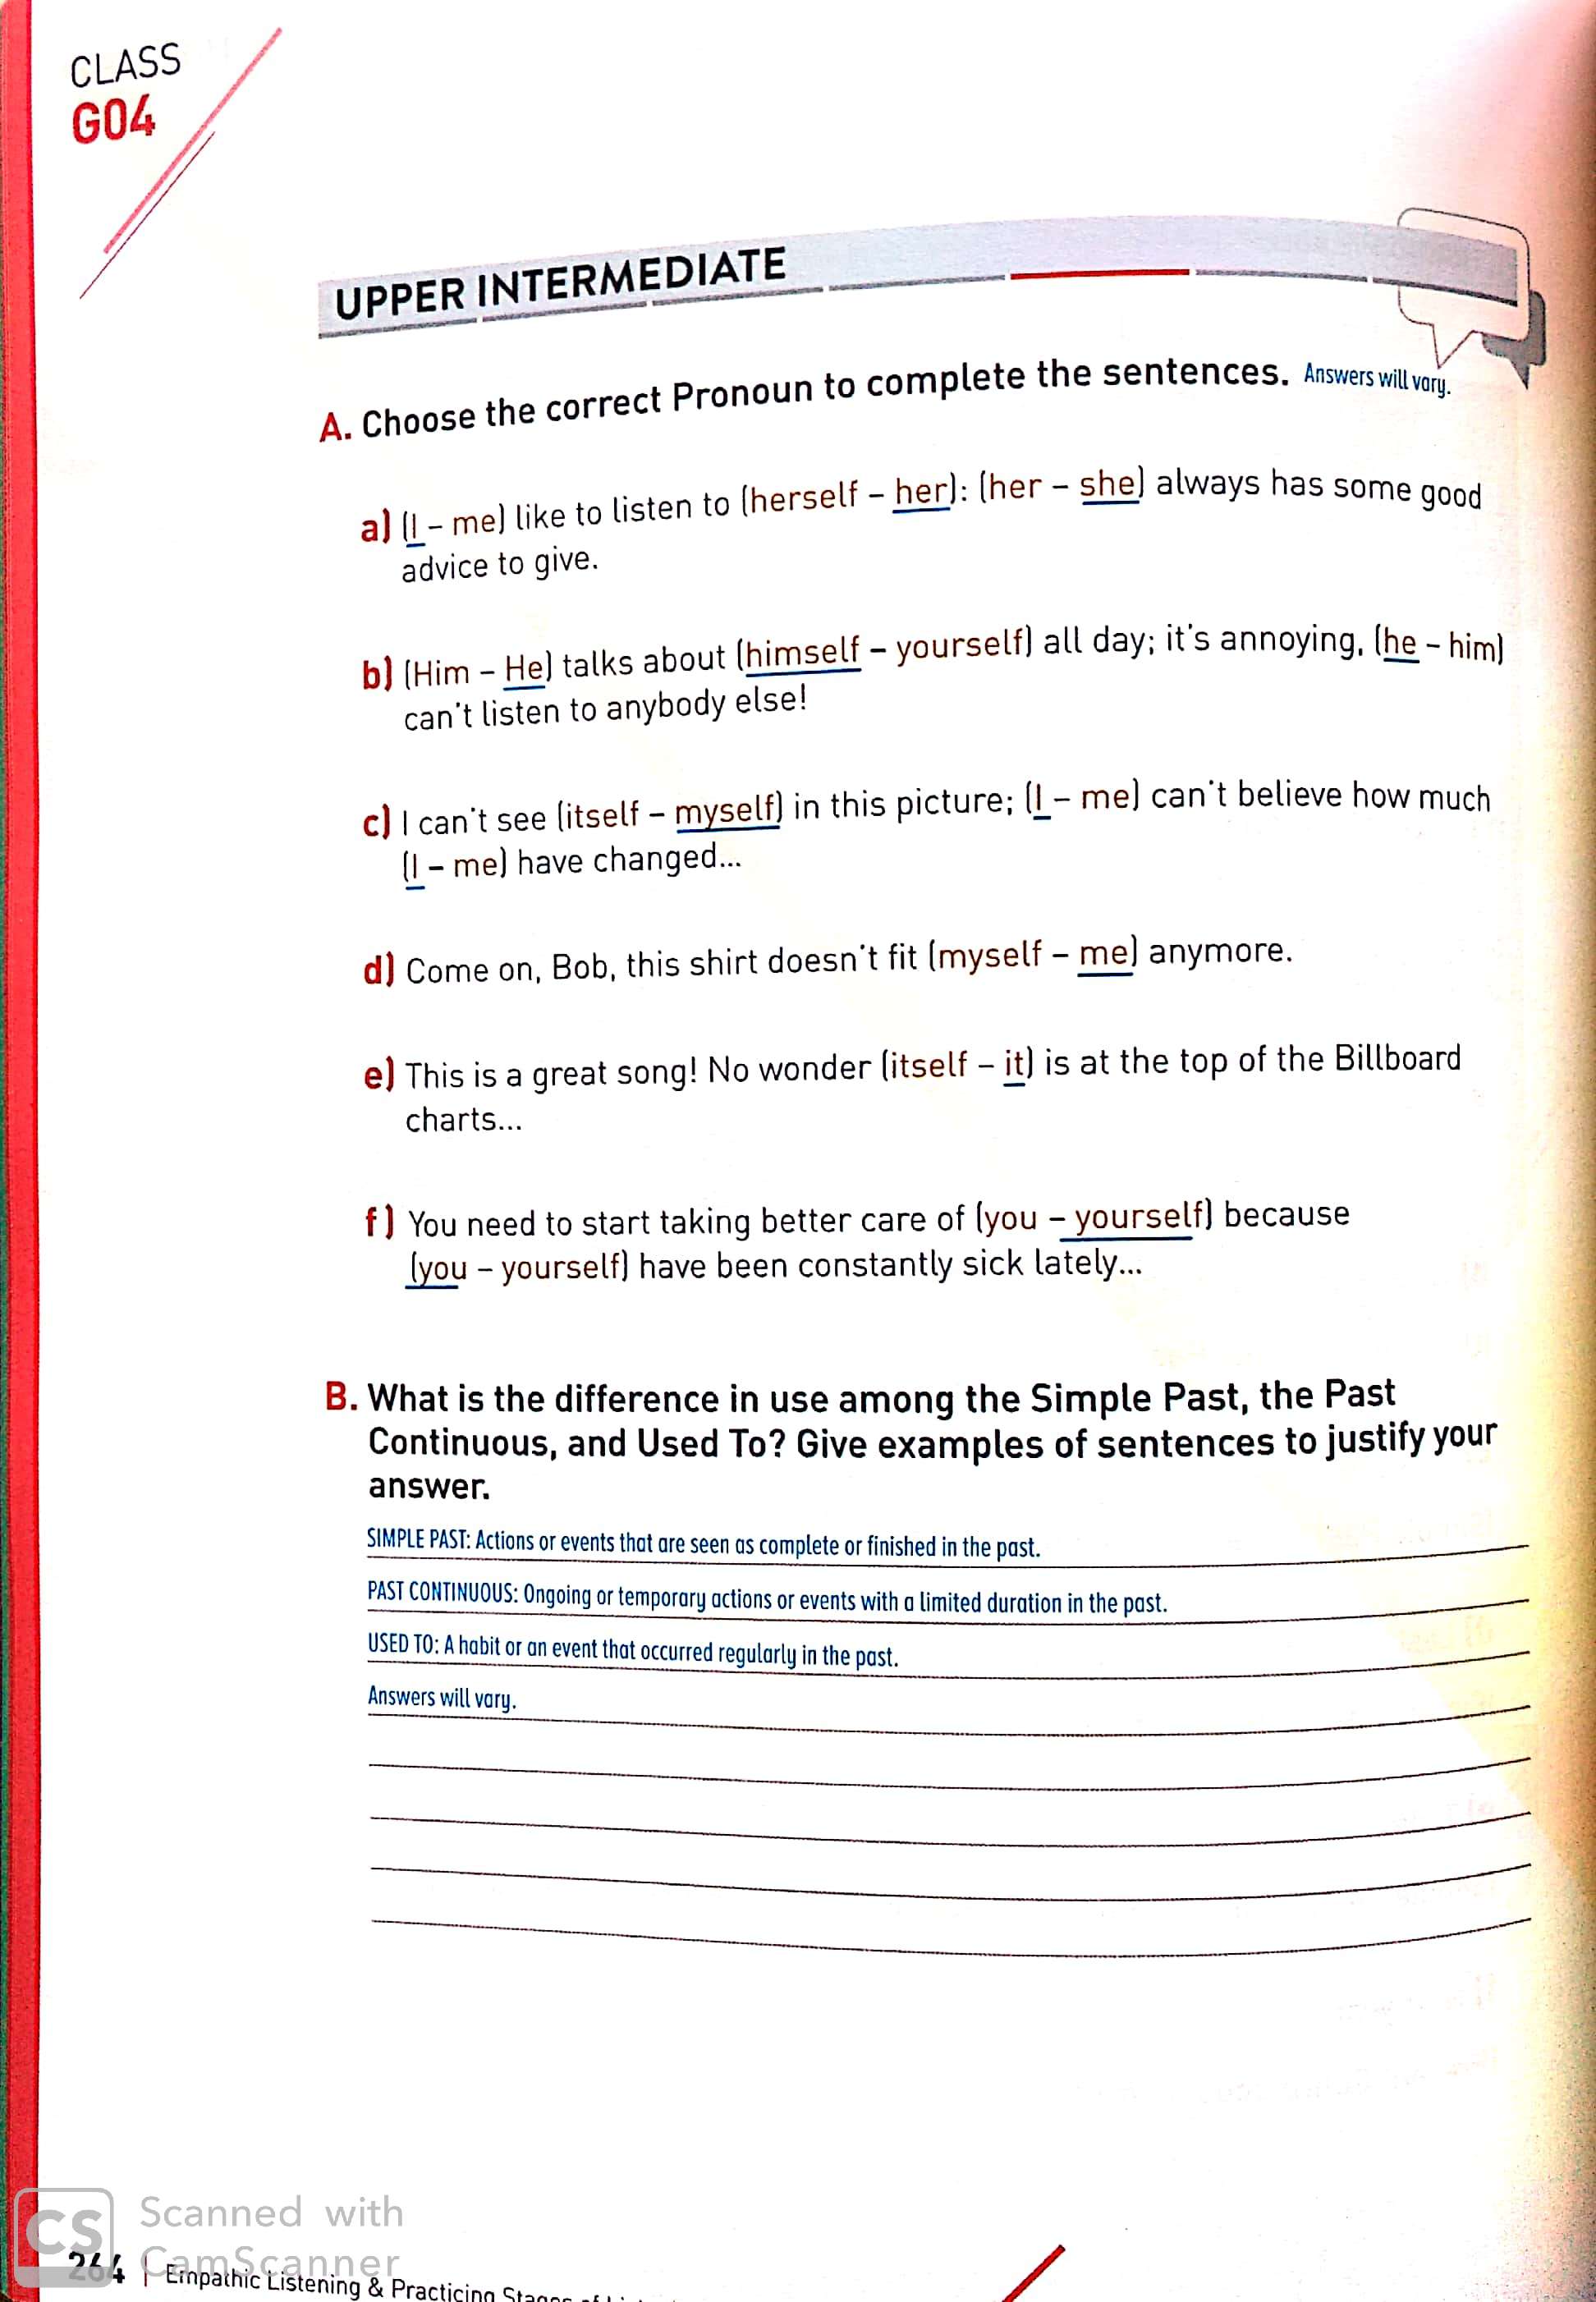 CLASS
G04
UPPER INTERMEDIATE
A. Choose the correct Pronoun to complete the sentences. Answers will vary.
a) (I – me) like to listen to (herself – her): (her – she) always has some good
advice to give.
b) (Him – He) talks about (himself – yourself) all day; it's annoying, (he – him)
can't listen to anybody else!
c) I can't see (itself – myself) in this picture; (I – me) can't believe how much
(I – me) have changed...
d) Come on, Bob, this shirt doesn't fit (myself – me) anymore.
e) This is a great song! No wonder (itself – it) is at the top of the Billboard
charts...
f) You need to start taking better care of (you – yourself) because
(you – yourself) have been constantly sick lately...
B. What is the difference in use among the Simple Past, the Past
Continuous, and Used To? Give examples of sentences to justify your
answer.
SIMPLE PAST: Actions or events that are seen as complete or finished in the past.
PAST CONTINUOUS: Ongoing or temporary actions or events with a limited duration in the past.
USED TO: A habit or an event that occurred regularly in the past.
Answers will vary.
CS Scanned with
CamScanner
264 | Empathic Listening & Practicing